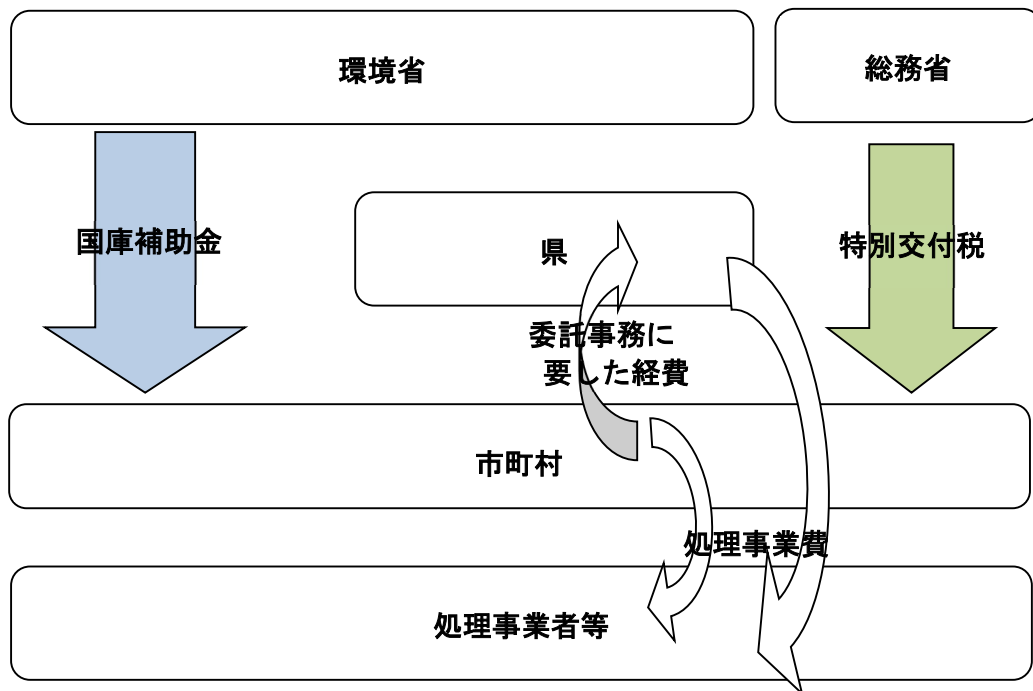 環境省
総務省
国庫補助金
県
特別交付税
委託事務に
要した経費
市町村
処理事業費
処理事業者等